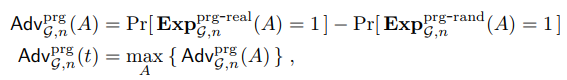 Adv^{prg}_{𝒢,n}(A) = Pr[ Exp^{prg-real}_{𝒢,n}(A) = 1 ] − Pr[ Exp^{prg-rand}_{𝒢,n}(A) = 1 ]
Adv^{prg}_{𝒢,n}(t) = max_A { Adv^{prg}_{𝒢,n}(A) } ,